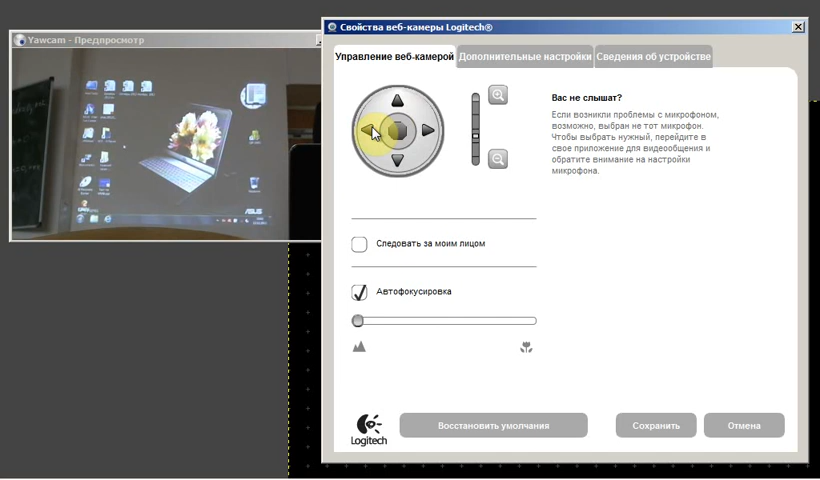 Yawcam - Предпросмотр
Свойства веб-камеры Logitech®
Управление веб-камерой
Дополнительные настройки
Сведения об устройстве
Вас не слышат?
Если возникли проблемы с микрофоном,
возможно, выбран не тот микрофон.
Чтобы выбрать нужный, перейдите в
свое приложение для видеообщения и
обратите внимание на настройки
микрофона.
Следовать за моим лицом
Автофокусировка
Logitech
Восстановить умолчания
Сохранить
Отмена
ASUS